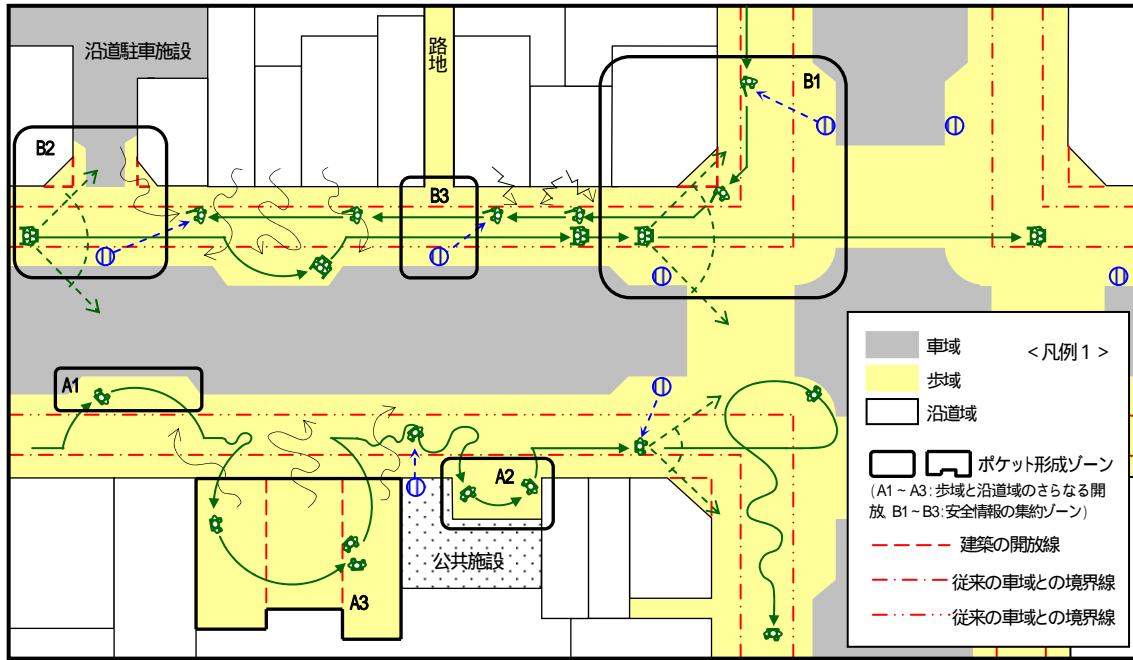 沿道駐車施設
路地
B1
B2
B3
A1
A2
A3
公共施設
<凡例1>
車域
歩域
沿道域
ポケット形成ゾーン
(A1~A3:歩域と沿道域のさらなる開
放, B1~B3:安全情報の集約ゾーン)
建築の開放線
従来の車域との境界線
従来の車域との境界線